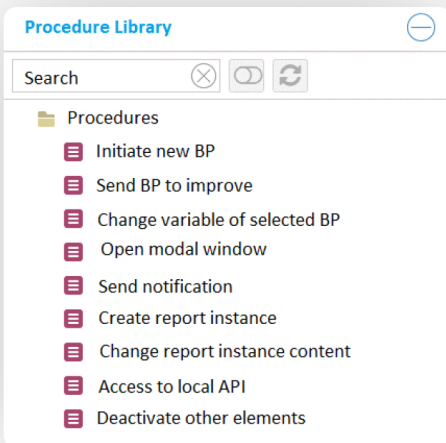 Procedure Library
Search
Procedures
Initiate new BP
Send BP to improve
Change variable of selected BP
Open modal window
Send notification
Create report instance
Change report instance content
Access to local API
Deactivate other elements